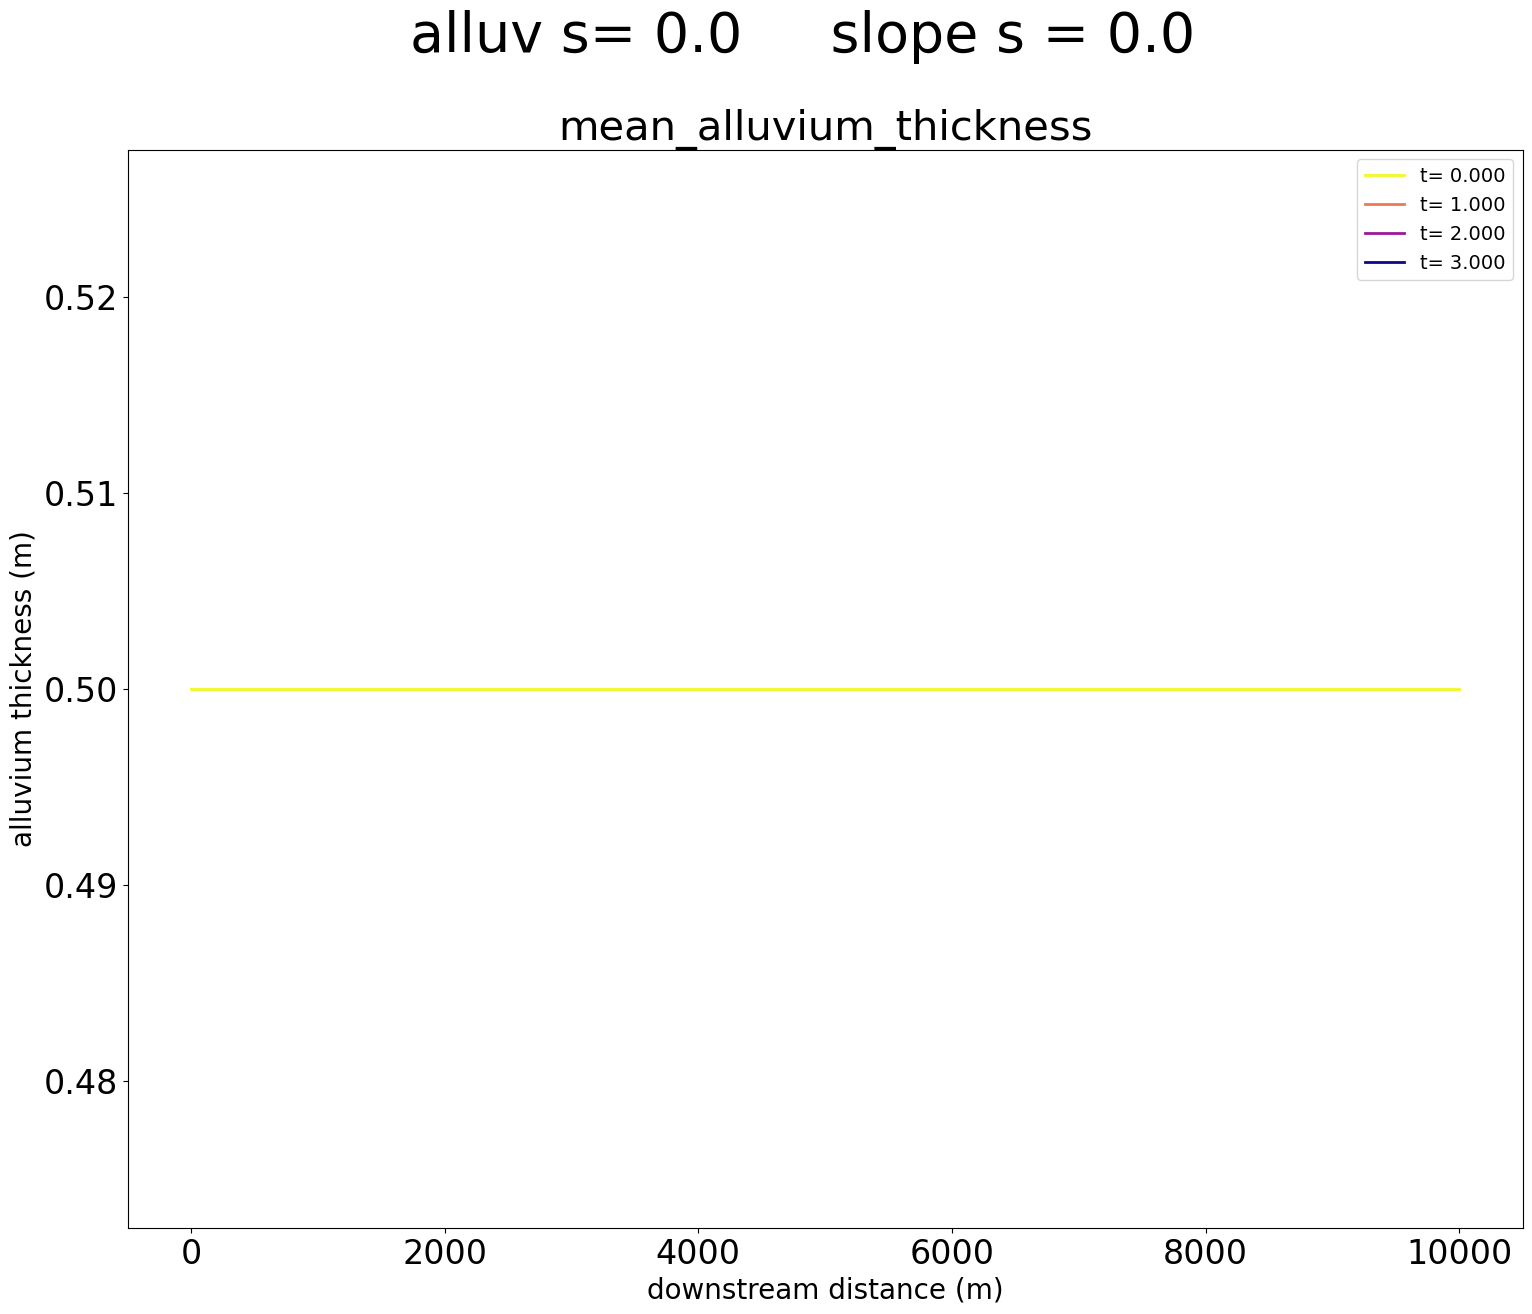 alluv s= 0.0 slope s = 0.0
mean_alluvium_thickness
t= 0.000
t= 1.000
t= 2.000
t= 3.000
0.52
0.51
0.50
0.49
0.48
alluvium thickness (m)
0 2000 4000 6000 8000 10000
downstream distance (m)